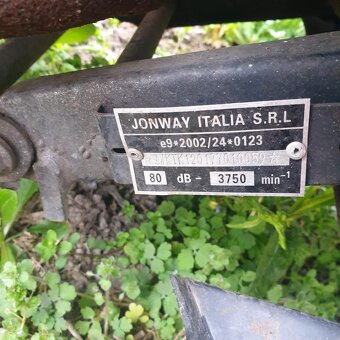 JONWAY ITALIA S.R.L
e9*2002/24*0123
80 dB - 3750 min⁻¹